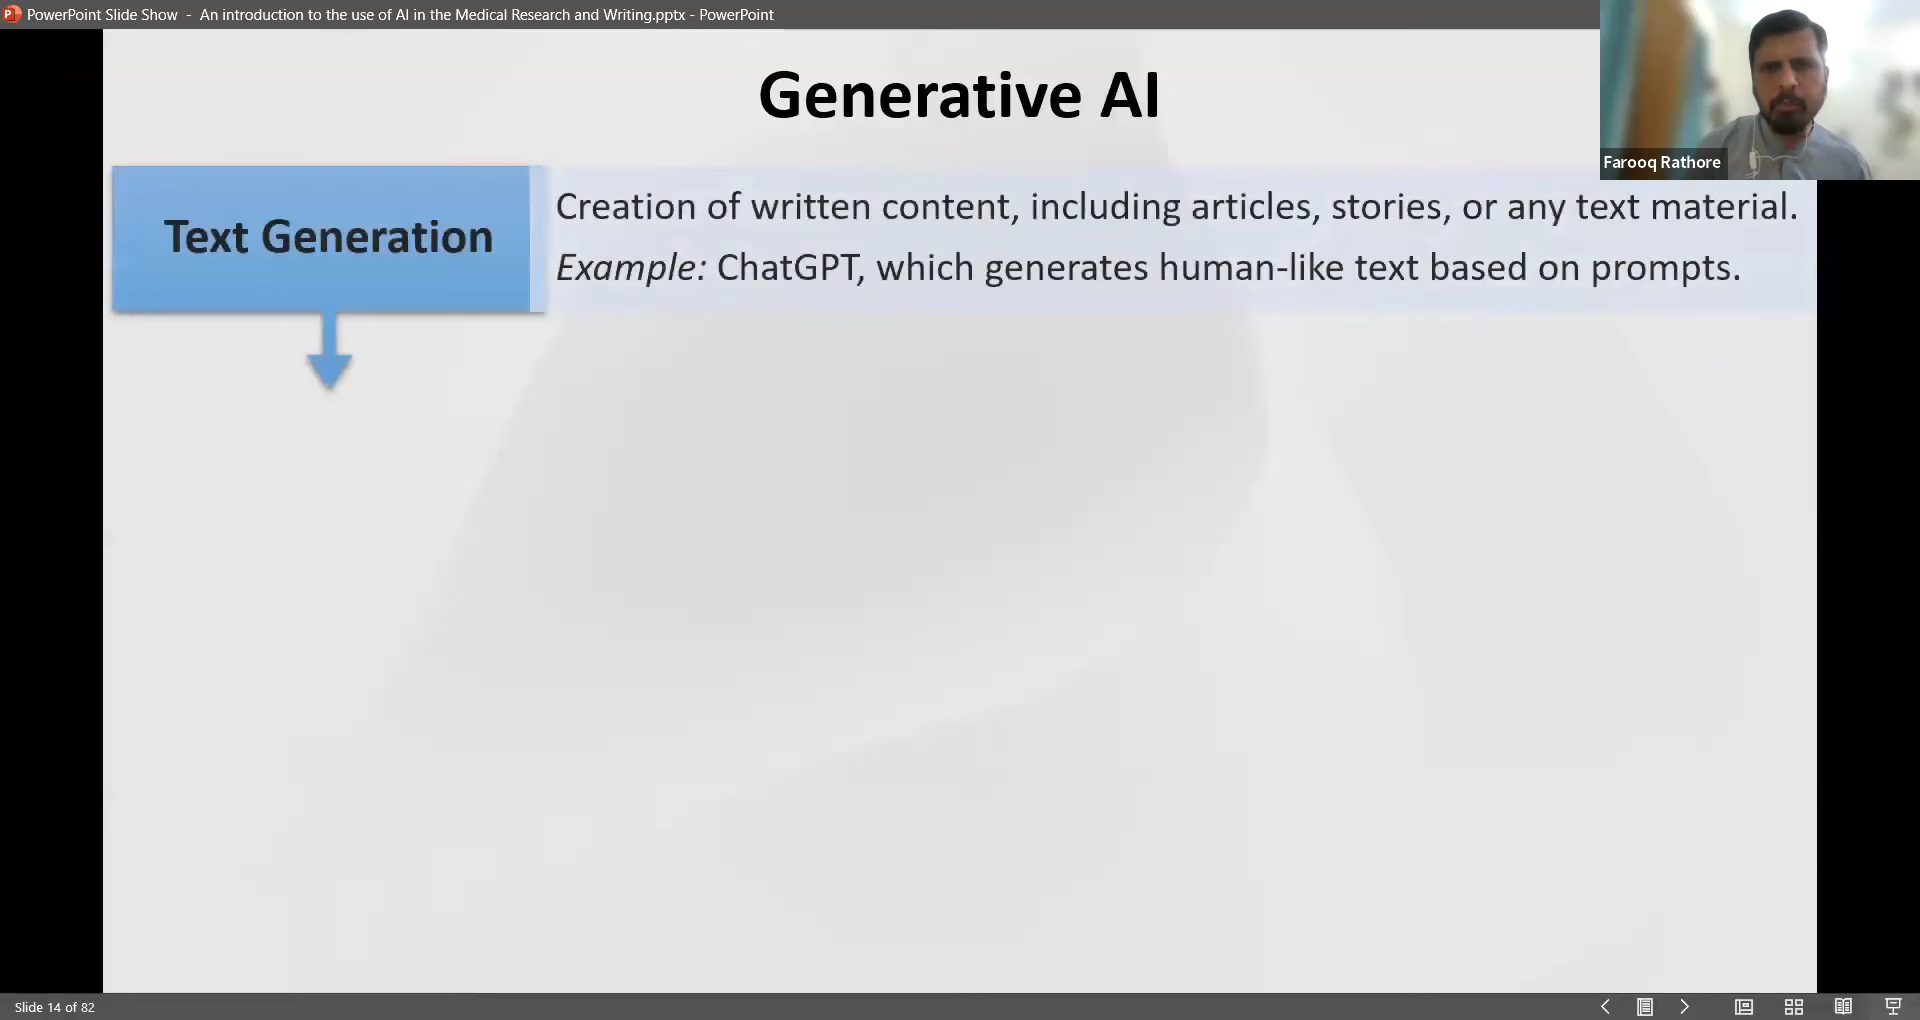 PowerPoint Slide Show - An introduction to the use of AI in the Medical Research and Writing.pptx - PowerPoint
Generative AI
Farooq Rathore
Text Generation
Creation of written content, including articles, stories, or any text material.
Example: ChatGPT, which generates human-like text based on prompts.
Slide 14 of 82